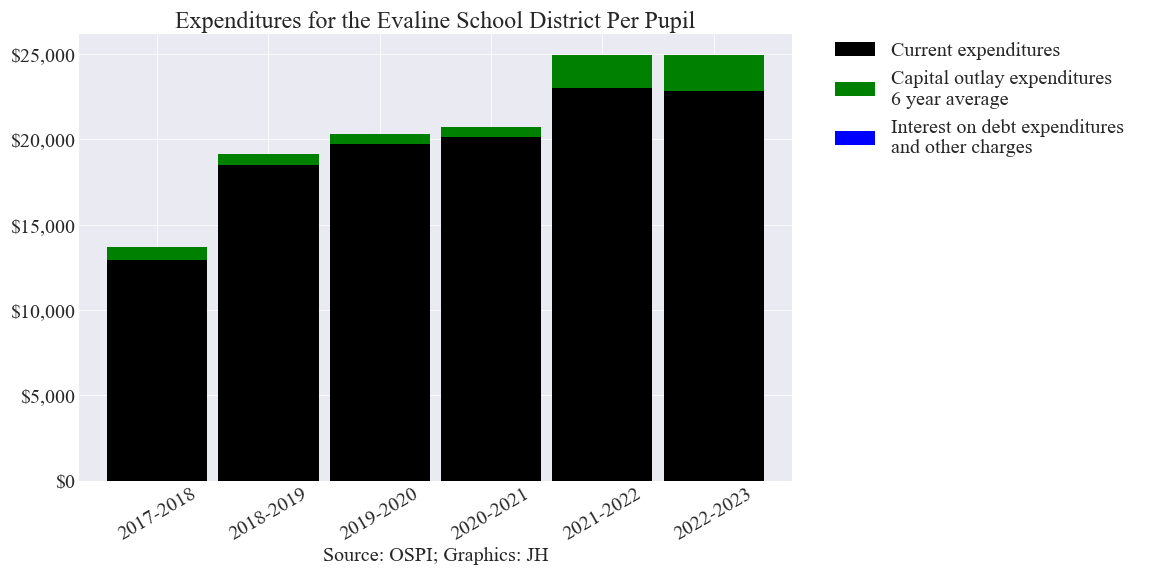 Expenditures for the Evaline School District Per Pupil
$25,000
$20,000
$15,000
$10,000
$5,000
$0
2017-2018
2018-2019
2019-2020
2020-2021
2021-2022
2022-2023
Source: OSPI; Graphics: JH
Current expenditures
Capital outlay expenditures
6 year average
Interest on debt expenditures
and other charges